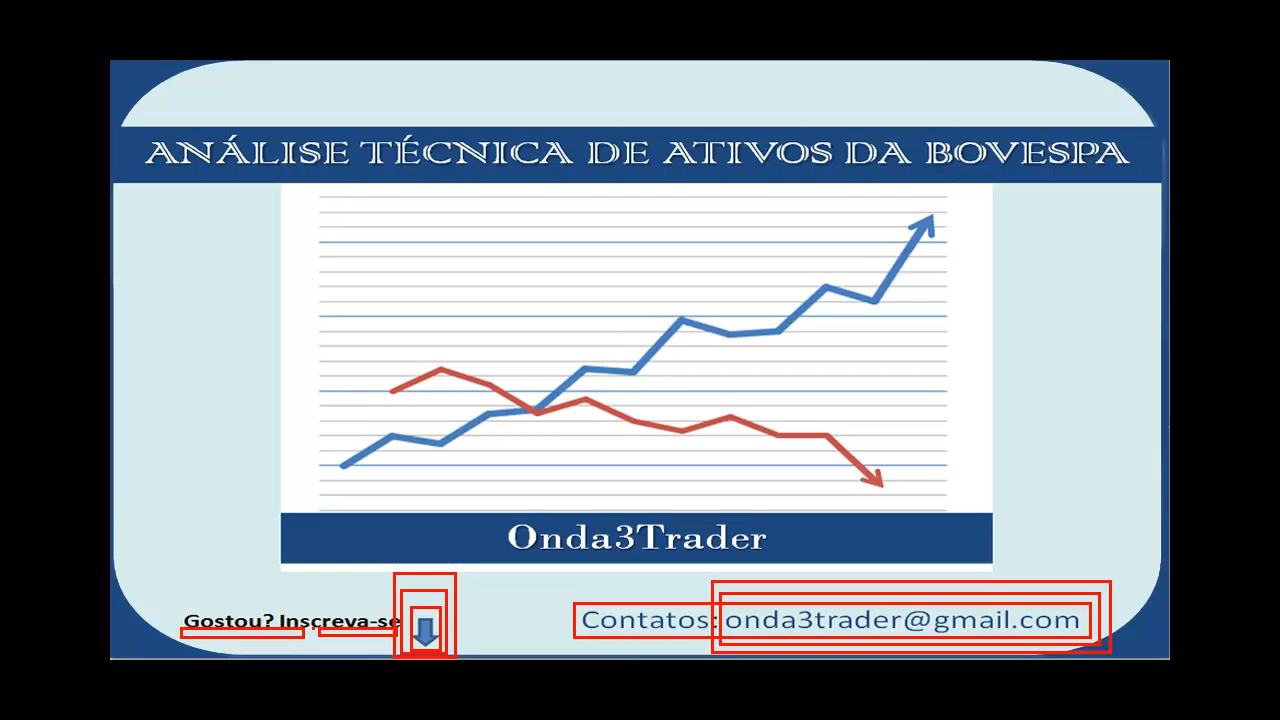 ANÁLISE TÉCNICA DE ATIVOS DA BOVESPA
Onda3Trader
Gostou? Inscreva-se
Contatos: onda3trader@gmail.com